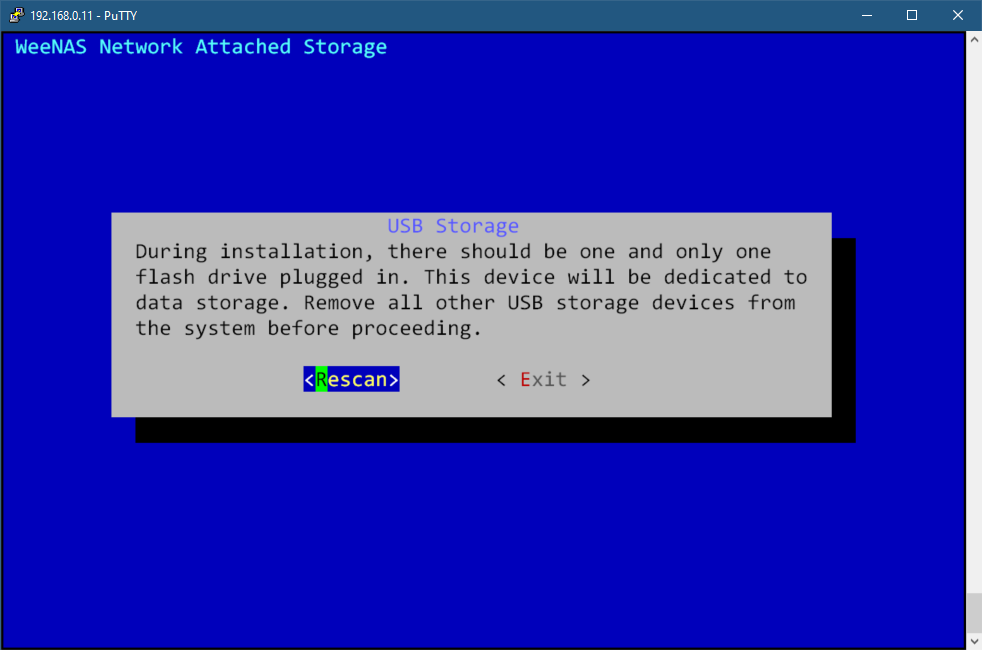 192.168.0.11 - PuTTY
WeeNAS Network Attached Storage
USB Storage
During installation, there should be one and only one
flash drive plugged in. This device will be dedicated to
data storage. Remove all other USB storage devices from
the system before proceeding.
<Rescan> < Exit >